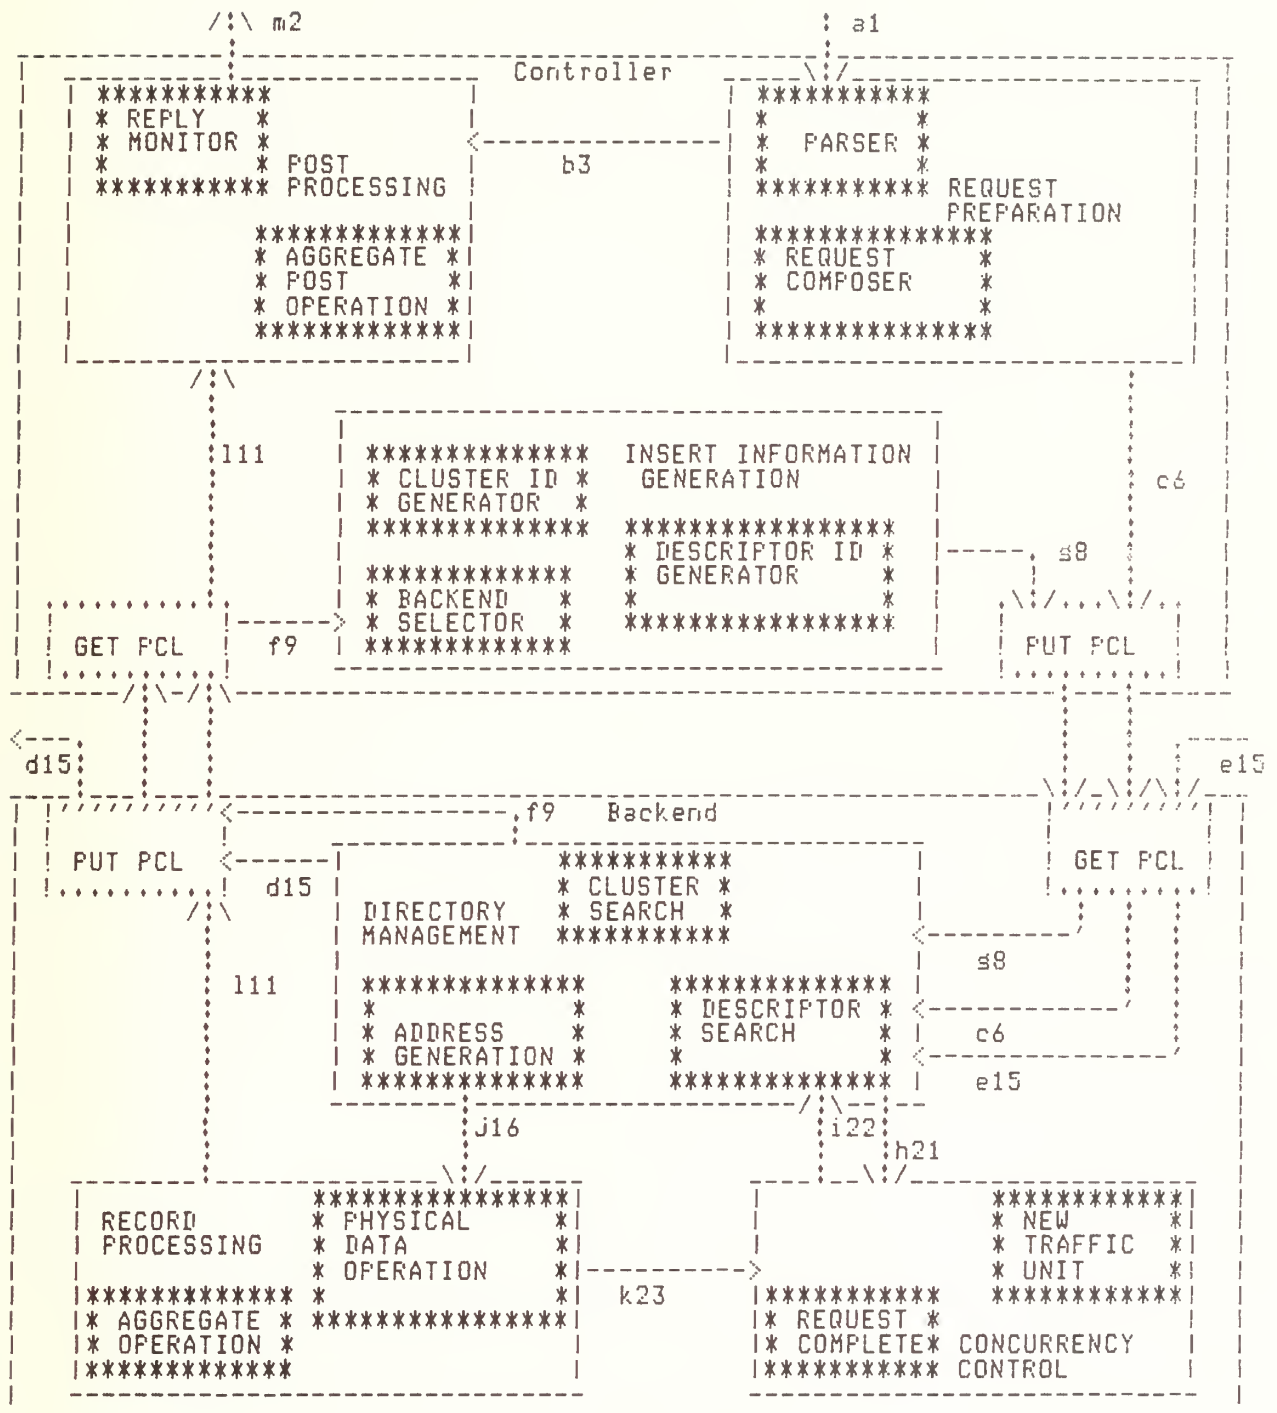 m2 a1
Controller
REPLY
MONITOR
POST
PROCESSING
b3
PARSER
REQUEST
PREPARATION
AGGREGATE
POST
OPERATION
REQUEST
COMPOSER
l11
CLUSTER ID
GENERATOR
INSERT INFORMATION
GENERATION
c6
DESCRIPTOR ID
GENERATOR
g8
BACKEND
SELECTOR
GET PCL
f9
PUT PCL
d15
e15
f9 Backend
PUT PCL
d15
CLUSTER
SEARCH
GET PCL
DIRECTORY
MANAGEMENT
g8
l11
ADDRESS
GENERATION
DESCRIPTOR
SEARCH
c6
e15
j16
i22
h21
RECORD
PROCESSING
PHYSICAL
DATA
OPERATION
k23
NEW
TRAFFIC
UNIT
AGGREGATE
OPERATION
REQUEST
COMPLETE
CONCURRENCY
CONTROL